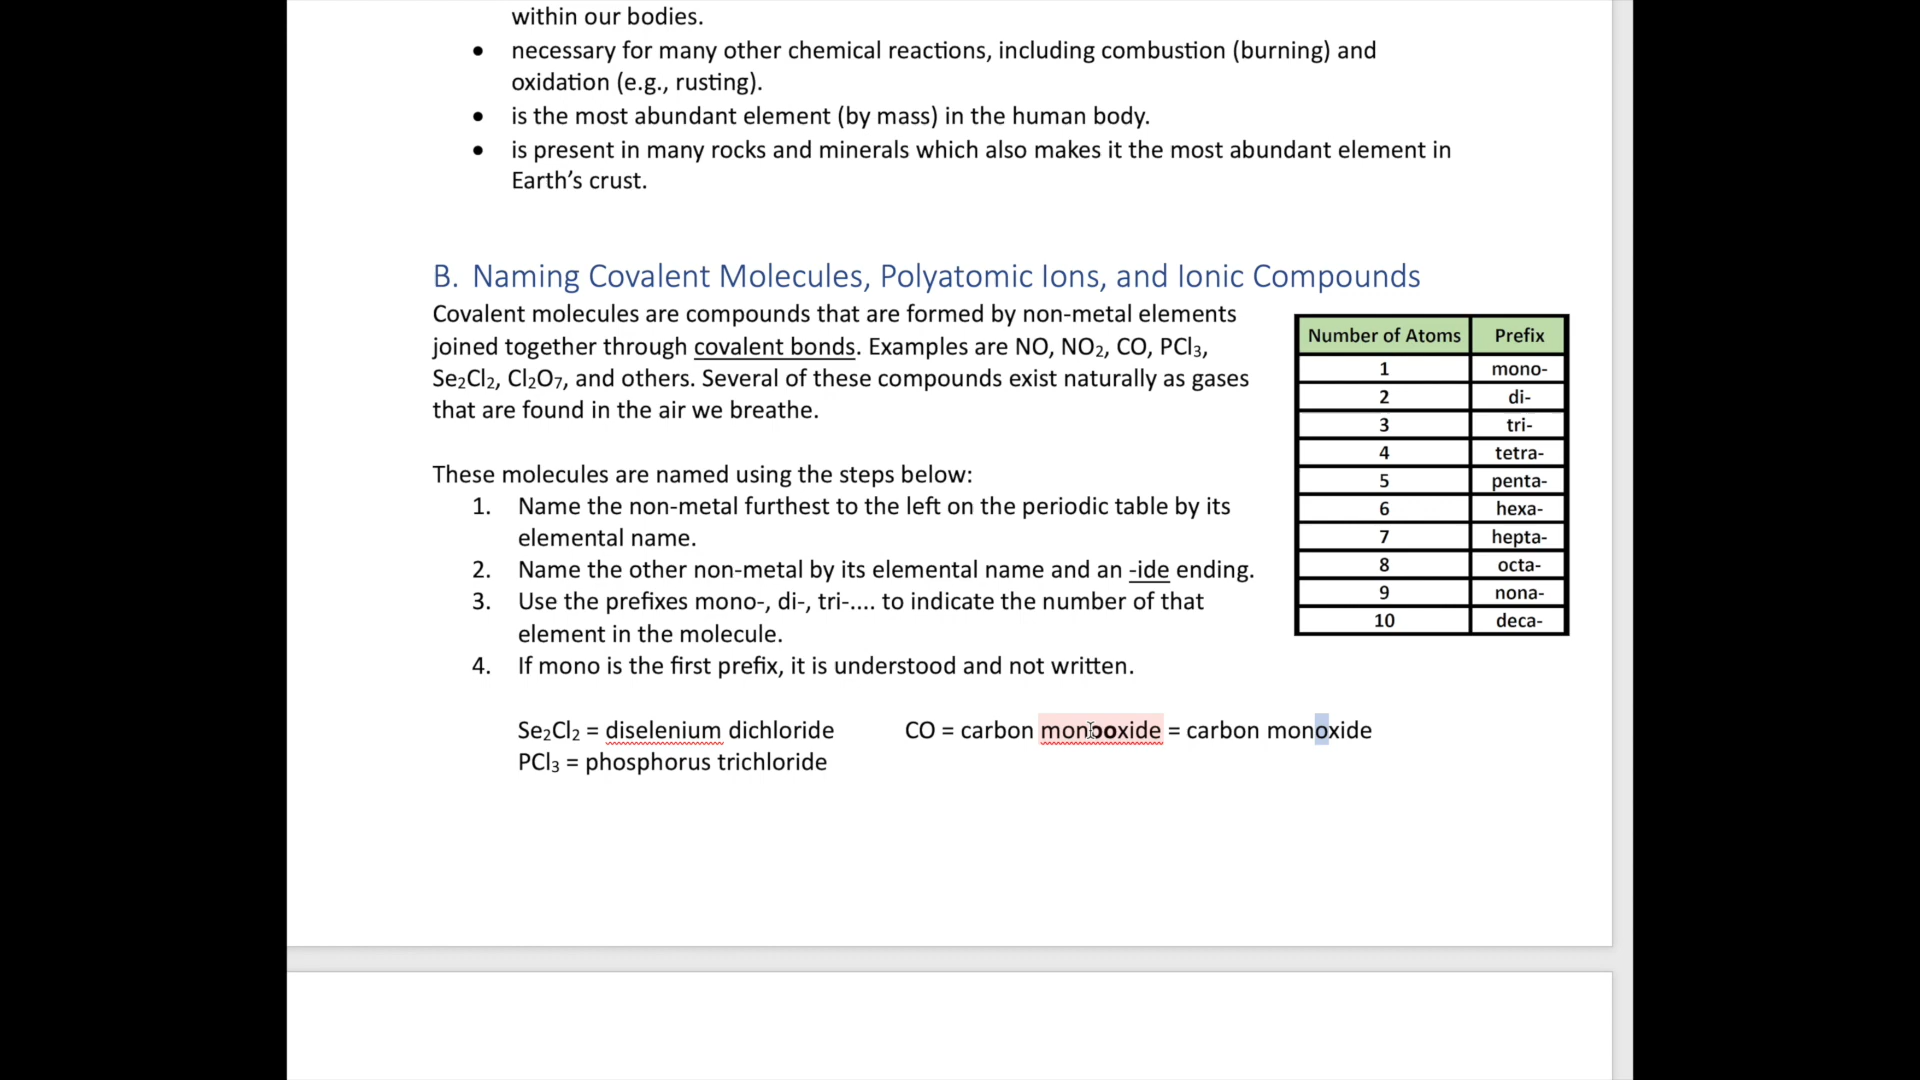 within our bodies.
• necessary for many other chemical reactions, including combustion (burning) and
oxidation (e.g., rusting).
• is the most abundant element (by mass) in the human body.
• is present in many rocks and minerals which also makes it the most abundant element in
Earth’s crust.
B. Naming Covalent Molecules, Polyatomic Ions, and Ionic Compounds
Covalent molecules are compounds that are formed by non-metal elements
joined together through covalent bonds. Examples are NO, NO₂, CO, PCl₃,
Se₂Cl₂, Cl₂O₇, and others. Several of these compounds exist naturally as gases
that are found in the air we breathe.
These molecules are named using the steps below:
1. Name the non-metal furthest to the left on the periodic table by its
elemental name.
2. Name the other non-metal by its elemental name and an -ide ending.
3. Use the prefixes mono-, di-, tri-.... to indicate the number of that
element in the molecule.
4. If mono is the first prefix, it is understood and not written.
Se₂Cl₂ = diselenium dichloride CO = carbon monooxide = carbon monoxide
PCl₃ = phosphorus trichloride
Number of Atoms Prefix
1 mono-
2 di-
3 tri-
4 tetra-
5 penta-
6 hexa-
7 hepta-
8 octa-
9 nona-
10 deca-